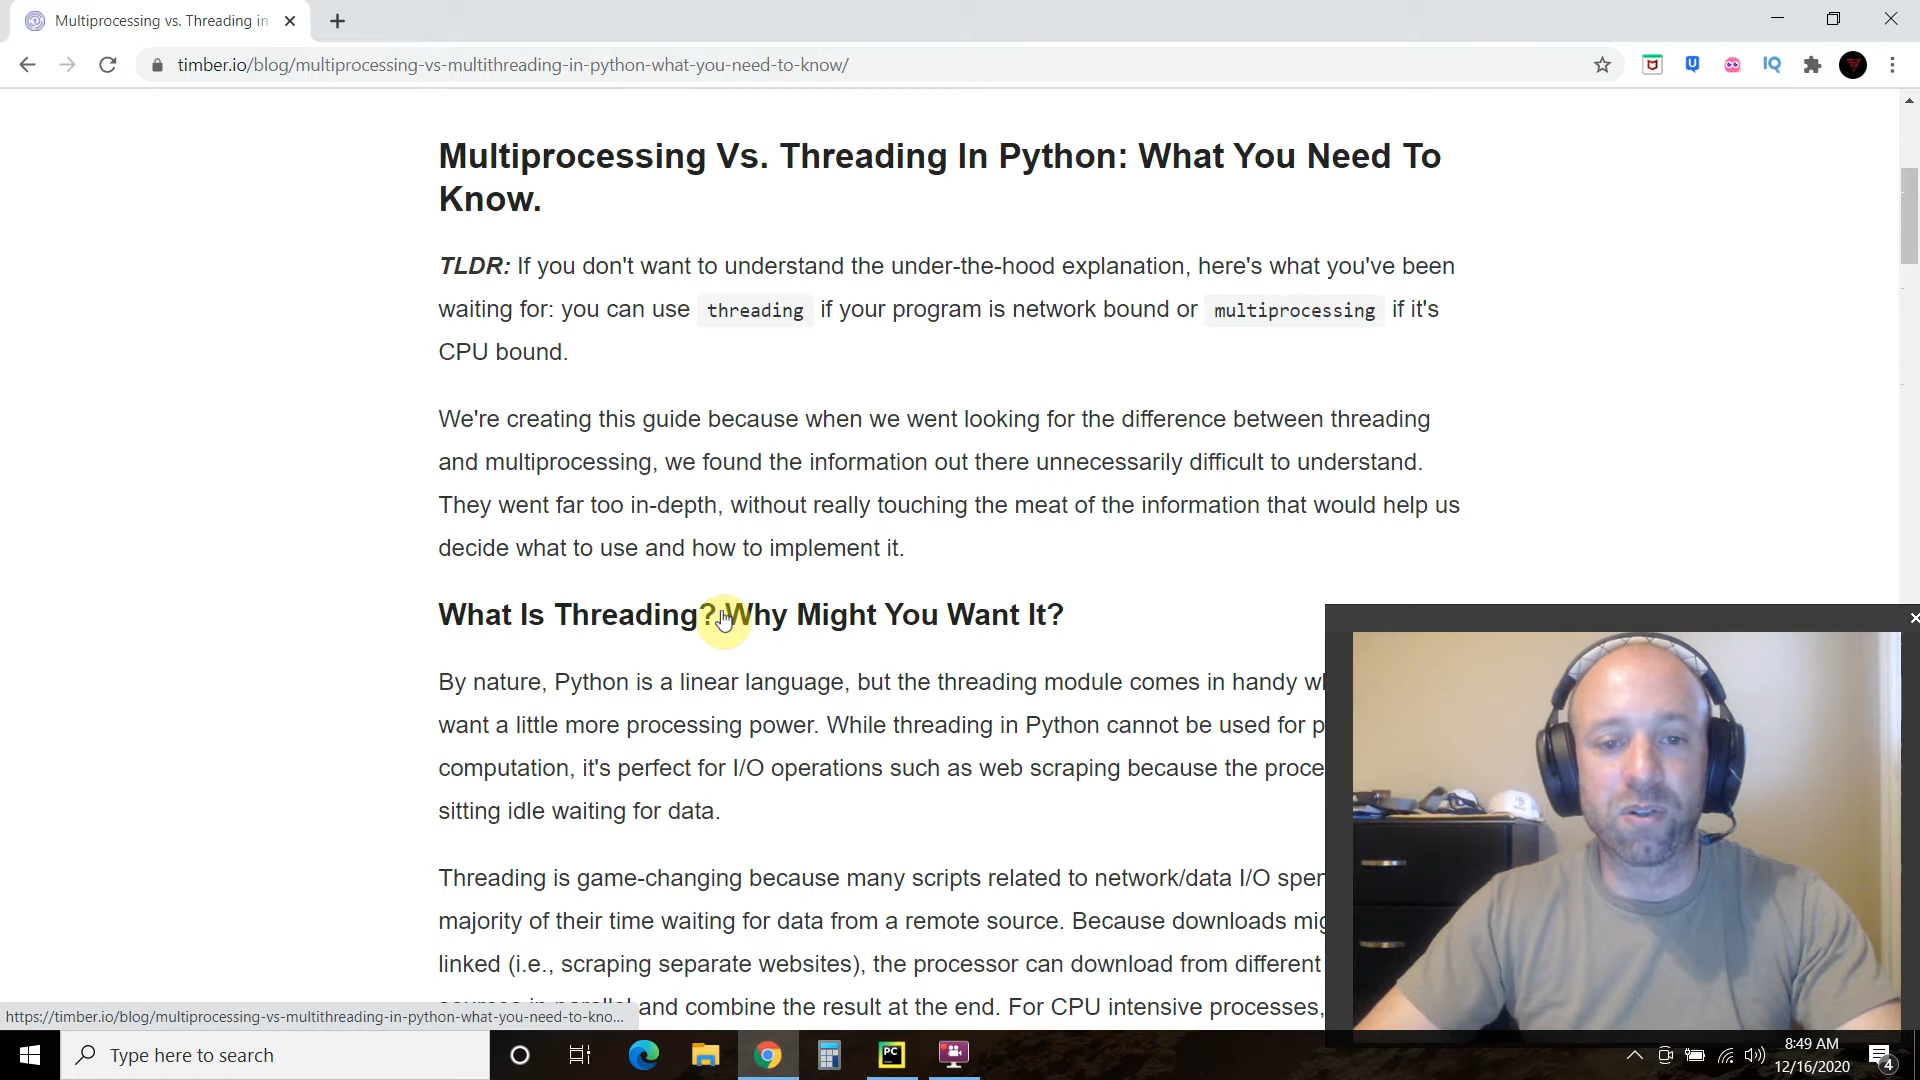 Multiprocessing vs. Threading in
timber.io/blog/multiprocessing-vs-multithreading-in-python-what-you-need-to-know/
IQ
Multiprocessing Vs. Threading In Python: What You Need To
Know.
TLDR: If you don't want to understand the under-the-hood explanation, here's what you've been
waiting for: you can use threading if your program is network bound or multiprocessing if it's
CPU bound.
We're creating this guide because when we went looking for the difference between threading
and multiprocessing, we found the information out there unnecessarily difficult to understand.
They went far too in-depth, without really touching the meat of the information that would help us
decide what to use and how to implement it.
What Is Threading? Why Might You Want It?
By nature, Python is a linear language, but the threading module comes in handy
want a little more processing power. While threading in Python cannot be used for
computation, it's perfect for I/O operations such as web scraping because the
sitting idle waiting for data.
Threading is game-changing because many scripts related to network/data I/O
majority of their time waiting for data from a remote source. Because downloads
linked (i.e., scraping separate websites), the processor can download from different
sources in parallel and combine the result at the end. For CPU intensive processes,
https://timber.io/blog/multiprocessing-vs-multithreading-in-python-what-you-need-to-kno...
Type here to search
PC
8:49 AM
12/16/2020
4